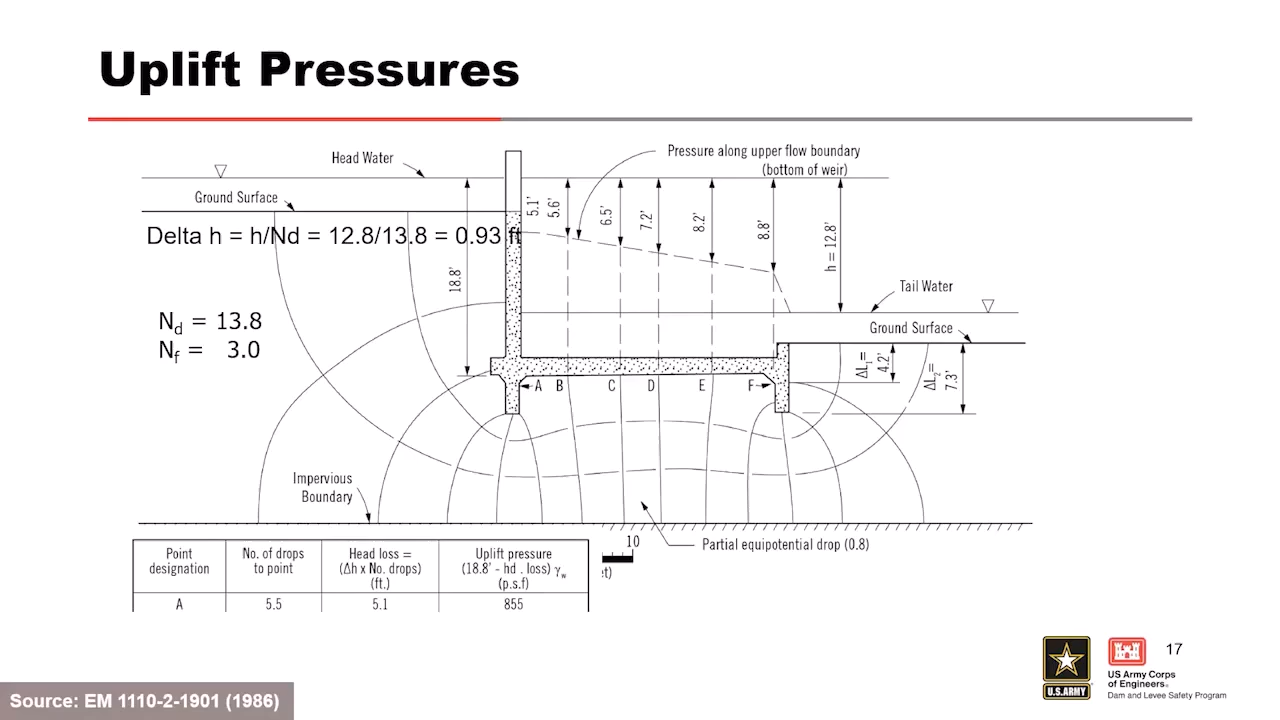 Uplift Pressures
Head Water
Pressure along upper flow boundary
(bottom of weir)
Ground Surface
5.1'
5.6'
6.5'
7.2'
8.2'
8.8'
h = 12.8'
Delta h = h/Nd = 12.8/13.8 = 0.93 ft
18.8'
Tail Water
Nd = 13.8
Nf = 3.0
Ground Surface
ΔL1 =
4.2'
ΔL2 =
7.3'
A B C D E F
Impervious
Boundary
10
Partial equipotential drop (0.8)
et)
Point
designation
No. of drops
to point
Head loss =
(Δh x No. drops)
(ft.)
Uplift pressure
(18.8' - hd . loss) γw
(p.s.f)
A 5.5 5.1 855
17
U.S.ARMY
US Army Corps
of Engineers®
Dam and Levee Safety Program
Source: EM 1110-2-1901 (1986)